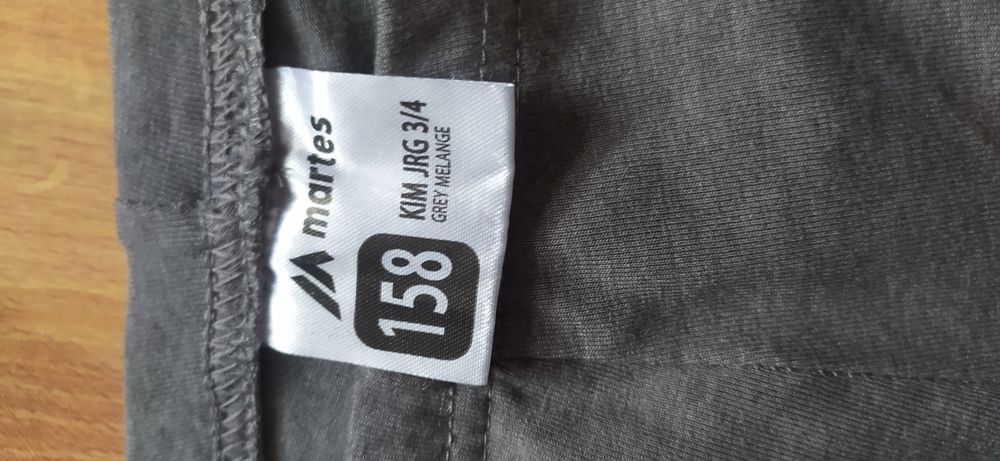 martes
158
KIM JRG 3/4
GREY MELANGE